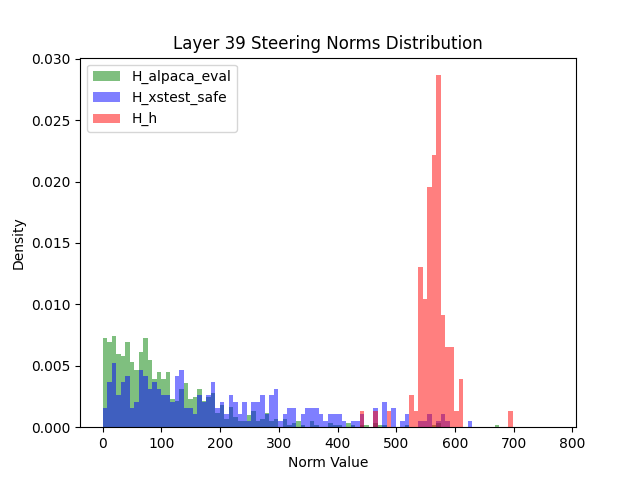 Layer 39 Steering Norms Distribution
0.030
0.025
0.020
0.015
0.010
0.005
0.000
Density
H_alpaca_eval
H_xstest_safe
H_h
0 100 200 300 400 500 600 700 800
Norm Value